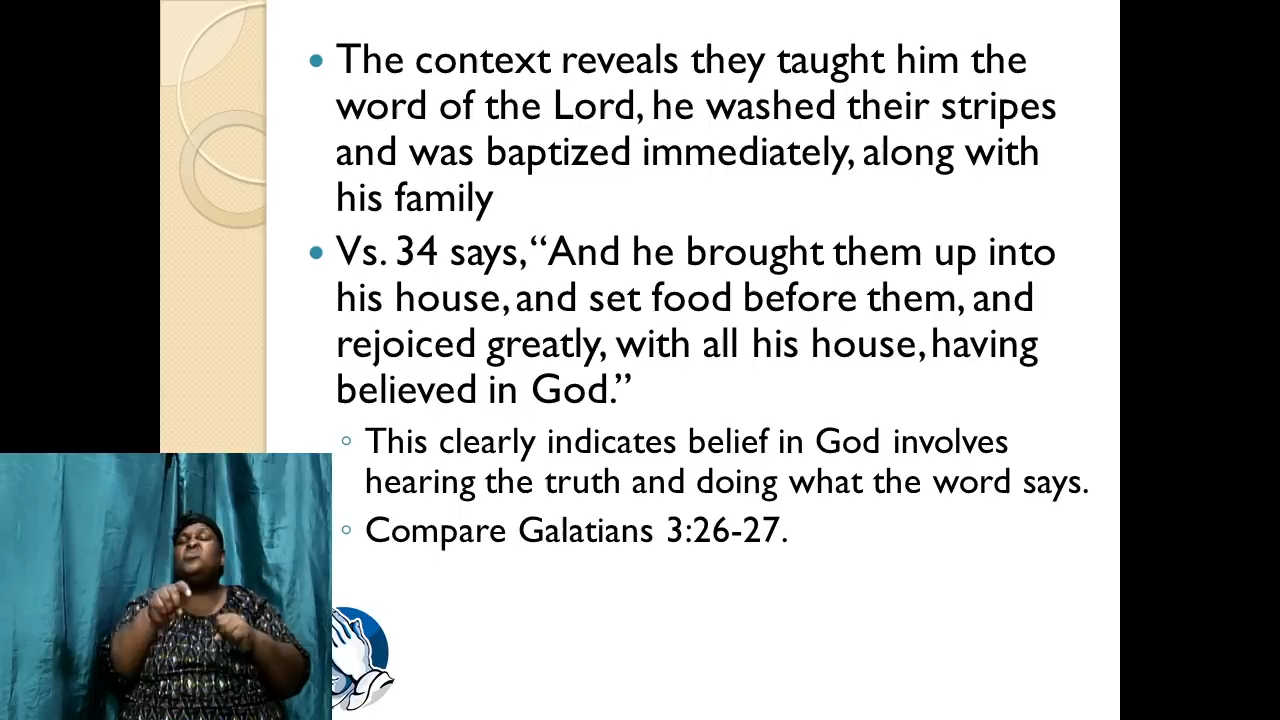 • The context reveals they taught him the
word of the Lord, he washed their stripes
and was baptized immediately, along with
his family
• Vs. 34 says, “And he brought them up into
his house, and set food before them, and
rejoiced greatly, with all his house, having
believed in God.”
◦ This clearly indicates belief in God involves
hearing the truth and doing what the word says.
◦ Compare Galatians 3:26-27.